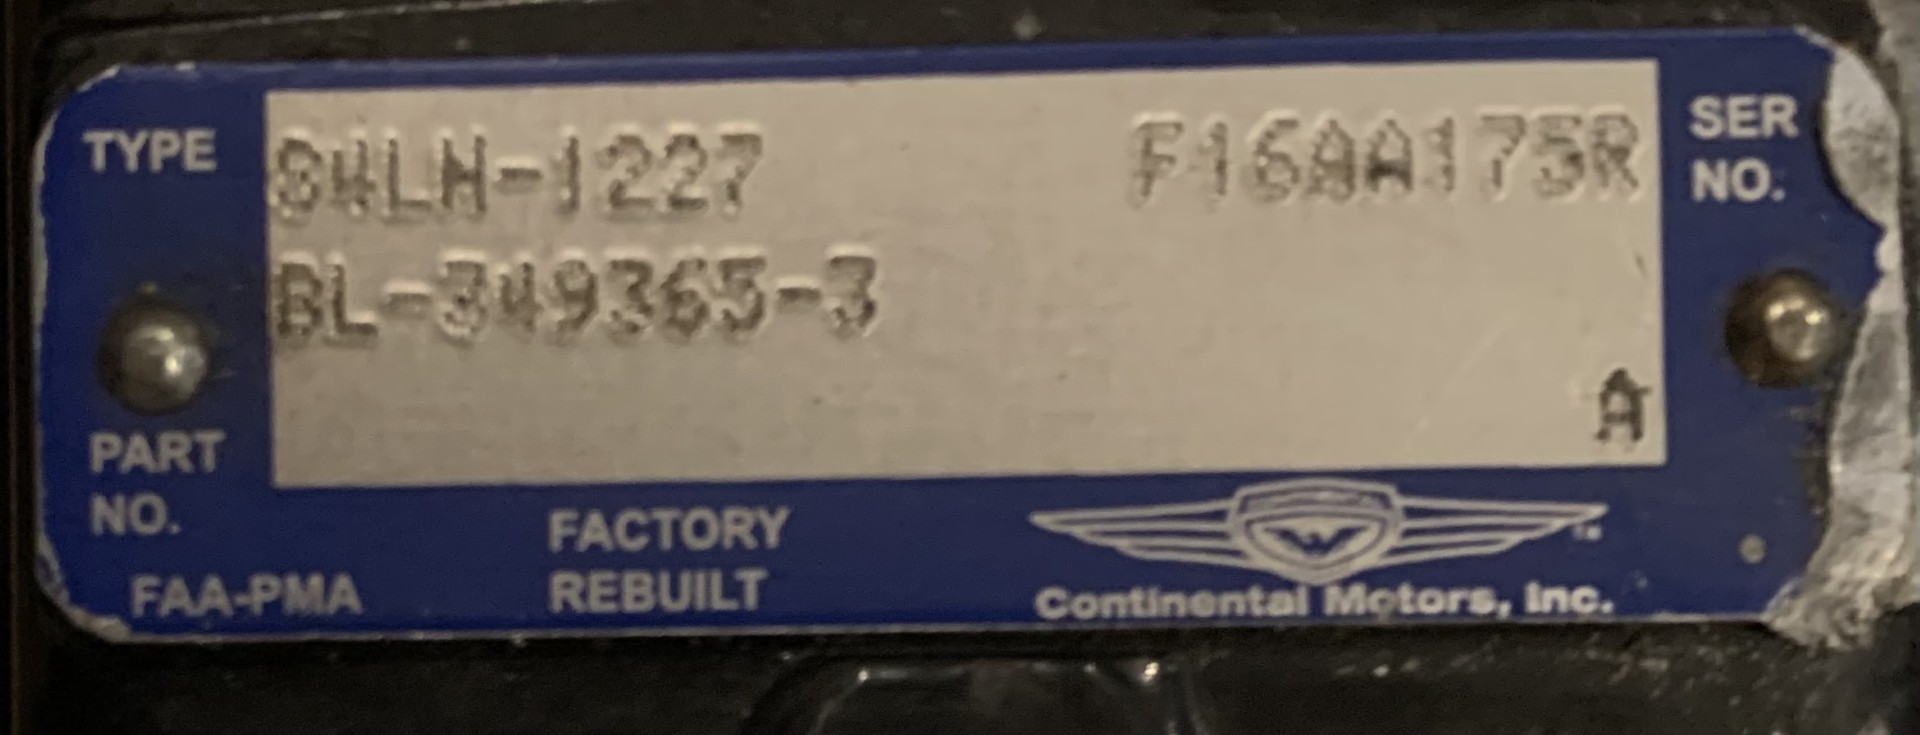 TYPE S4LN-1227 F16AA175R SER NO.
BL-349365-3
A
PART NO.
FACTORY REBUILT
FAA-PMA
Continental Motors, Inc.